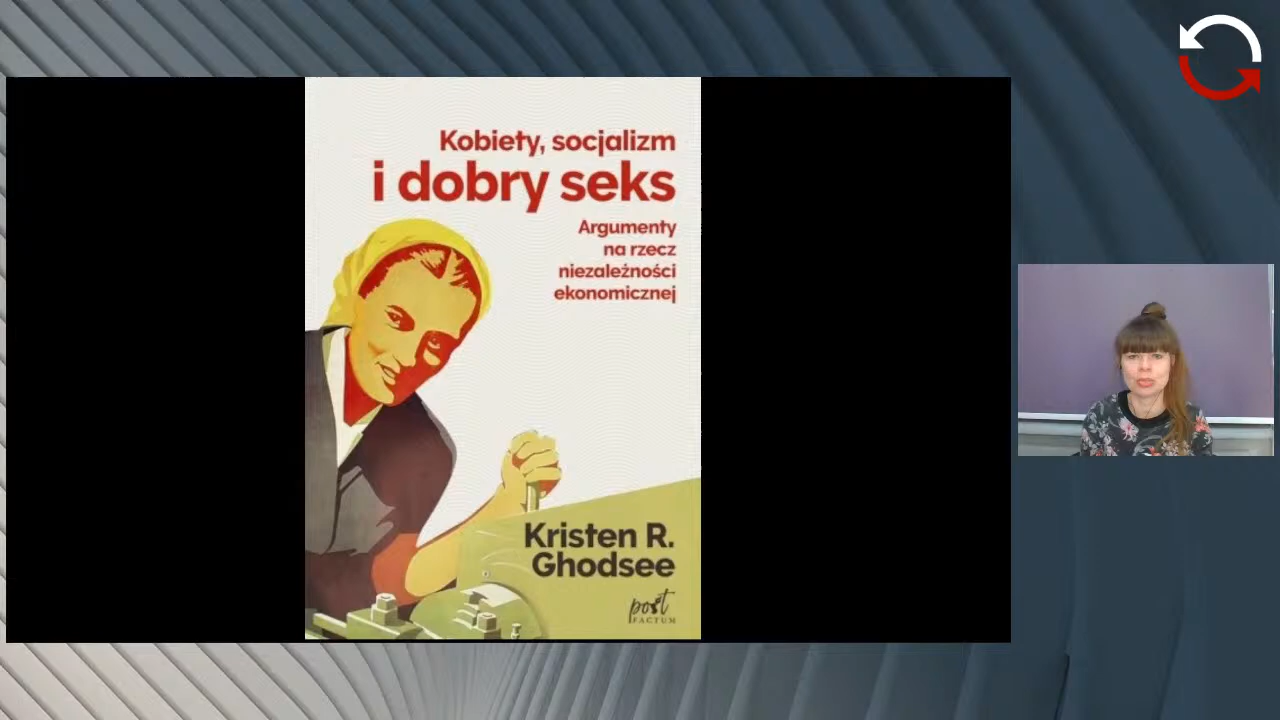 Kobiety, socjalizm
i dobry seks
Argumenty
na rzecz
niezależności
ekonomicznej
Kristen R.
Ghodsee
post
FACTUM